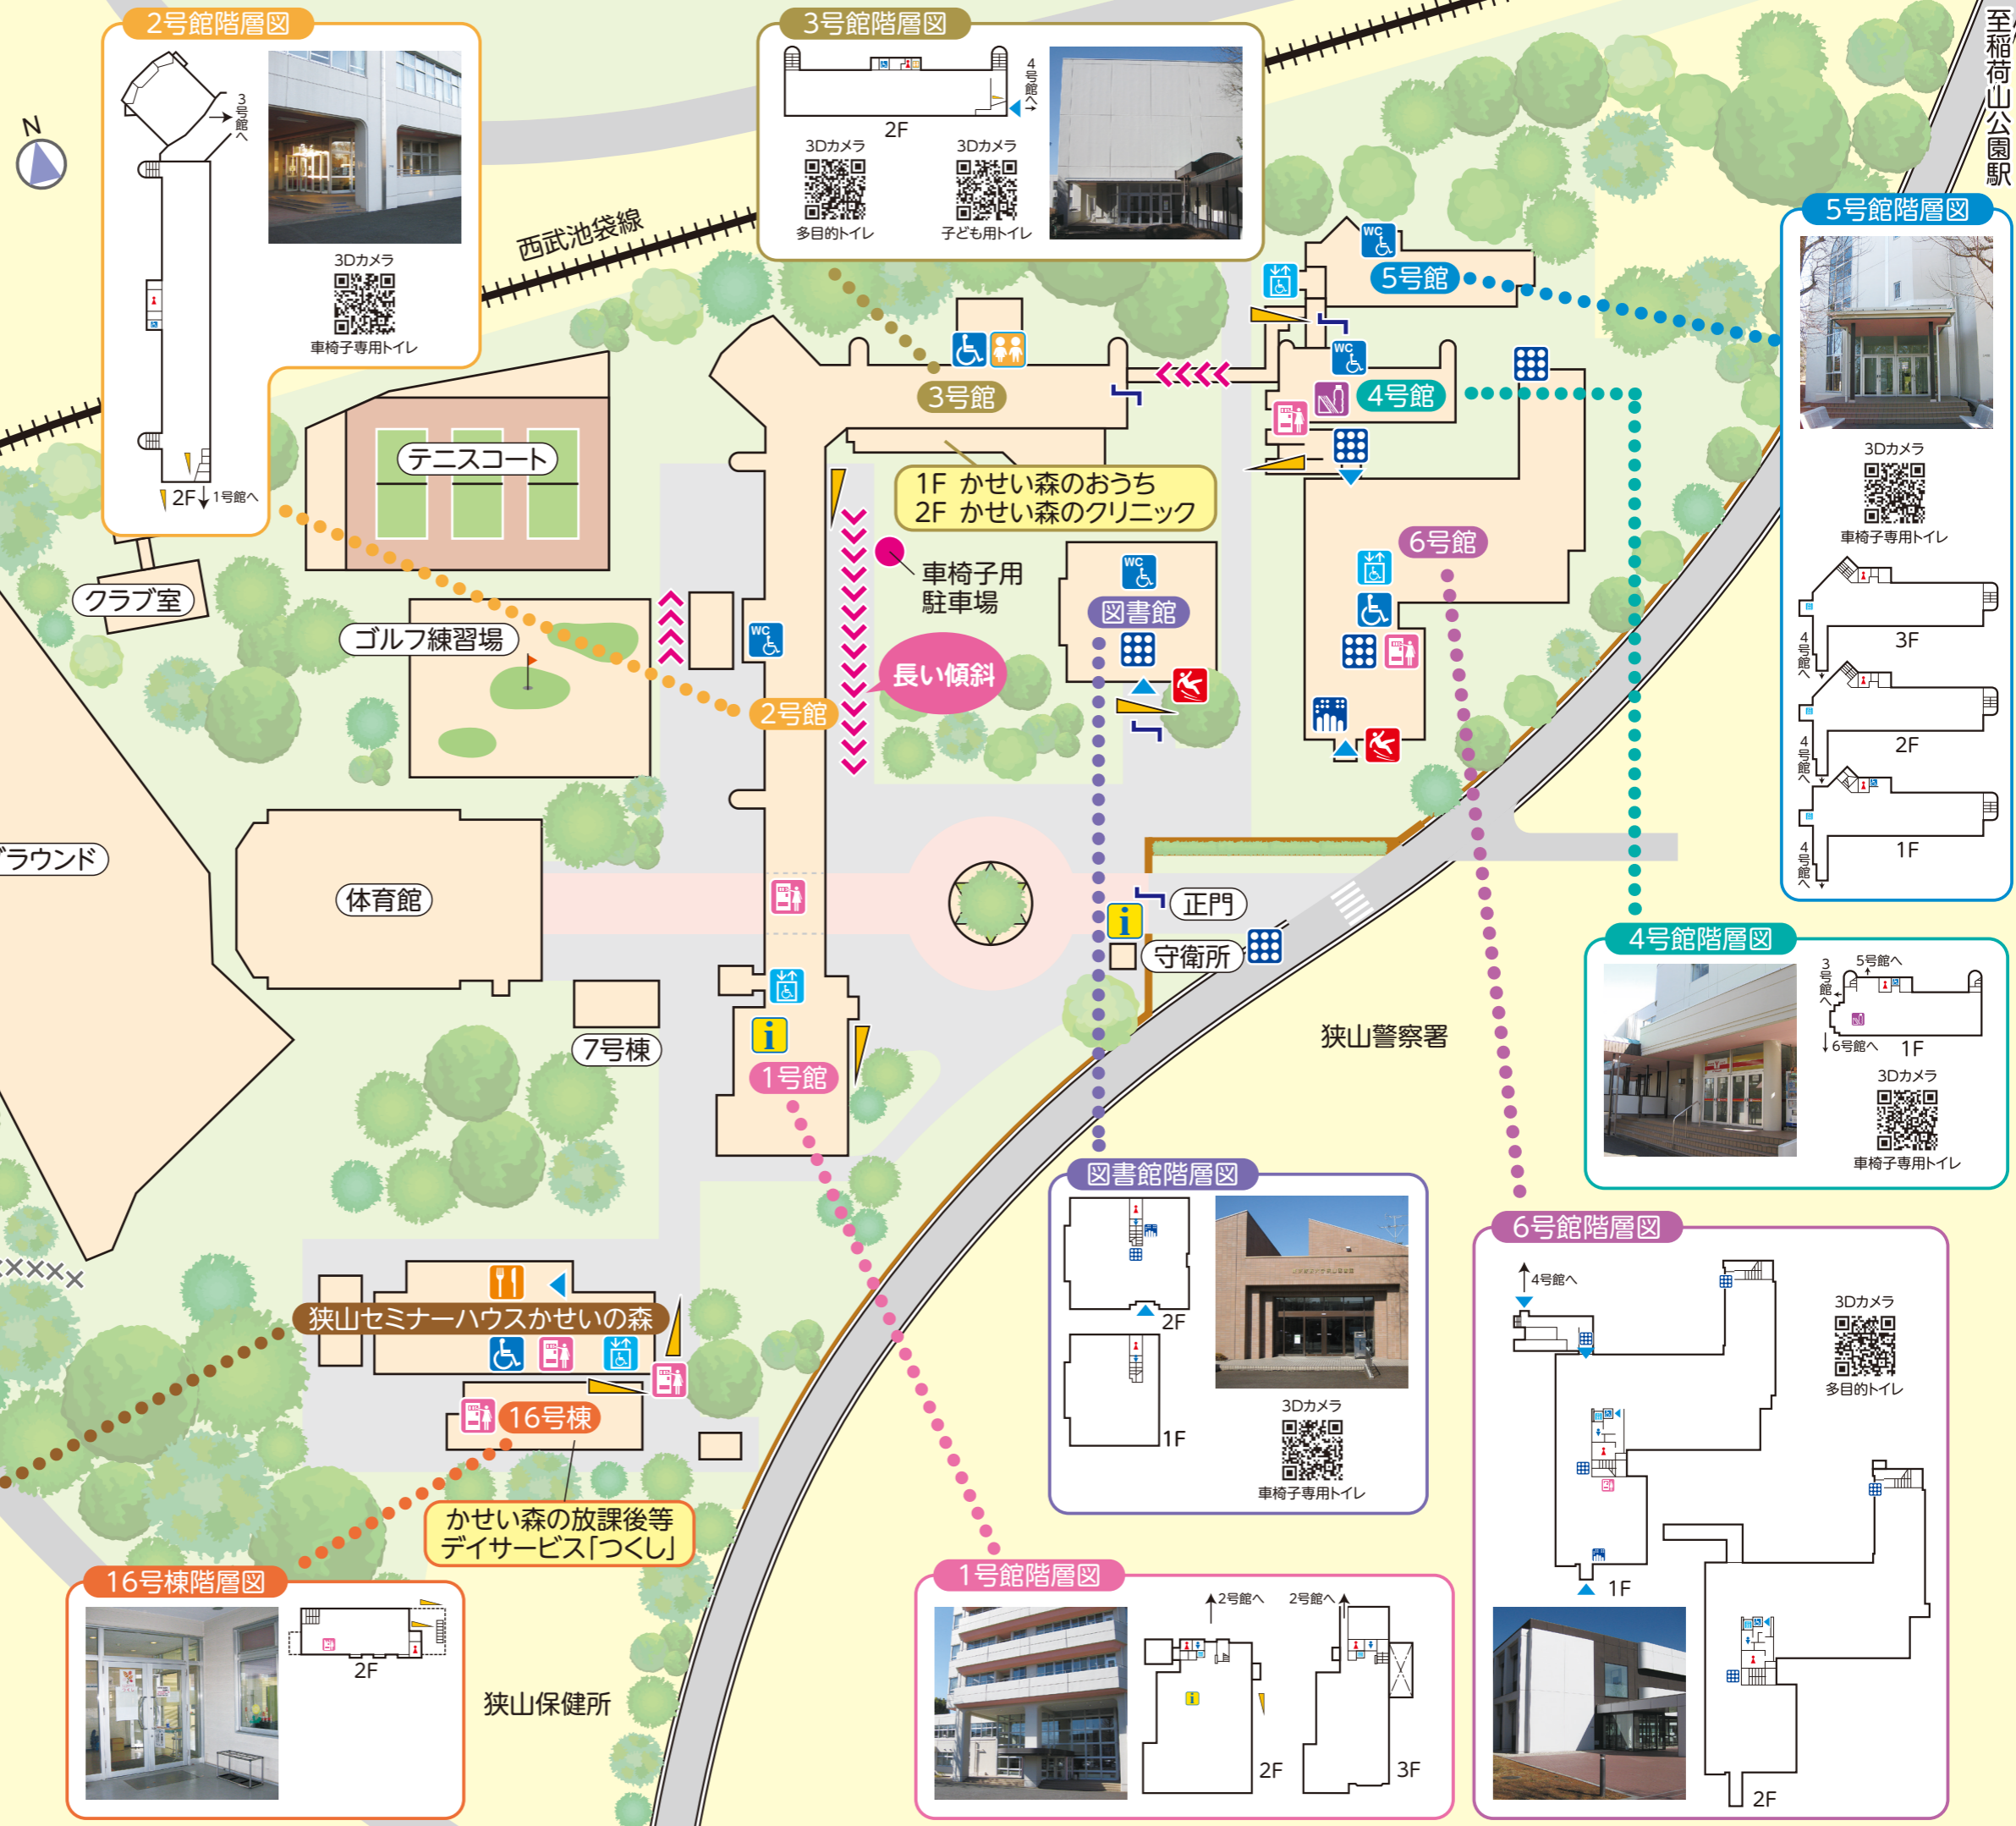 2号館階層図
3号館へ
3Dカメラ
車椅子専用トイレ
2F
1号館へ
N
3号館階層図
4号館へ
2F
3Dカメラ
多目的トイレ
3Dカメラ
子ども用トイレ
至稲荷山公園駅
西武池袋線
5号館階層図
3Dカメラ
車椅子専用トイレ
4号館へ
3F
4号館へ
2F
4号館へ
1F
WC
5号館
WC
4号館
3号館
1F かせい森のおうち
2F かせい森のクリニック
テニスコート
クラブ室
ゴルフ練習場
車椅子用
駐車場
WC
図書館
6号館
WC
長い傾斜
2号館
グラウンド
体育館
i
正門
守衛所
7号棟
i
1号館
狭山警察署
4号館階層図
3号館へ
5号館へ
6号館へ
1F
3Dカメラ
車椅子専用トイレ
図書館階層図
2F
1F
3Dカメラ
車椅子専用トイレ
6号館階層図
4号館へ
3Dカメラ
多目的トイレ
1F
2F
狭山セミナーハウスかせいの森
16号棟
かせい森の放課後等
デイサービス「つくし」
16号棟階層図
2F
狭山保健所
1号館階層図
2号館へ
2号館へ
i
2F
3F